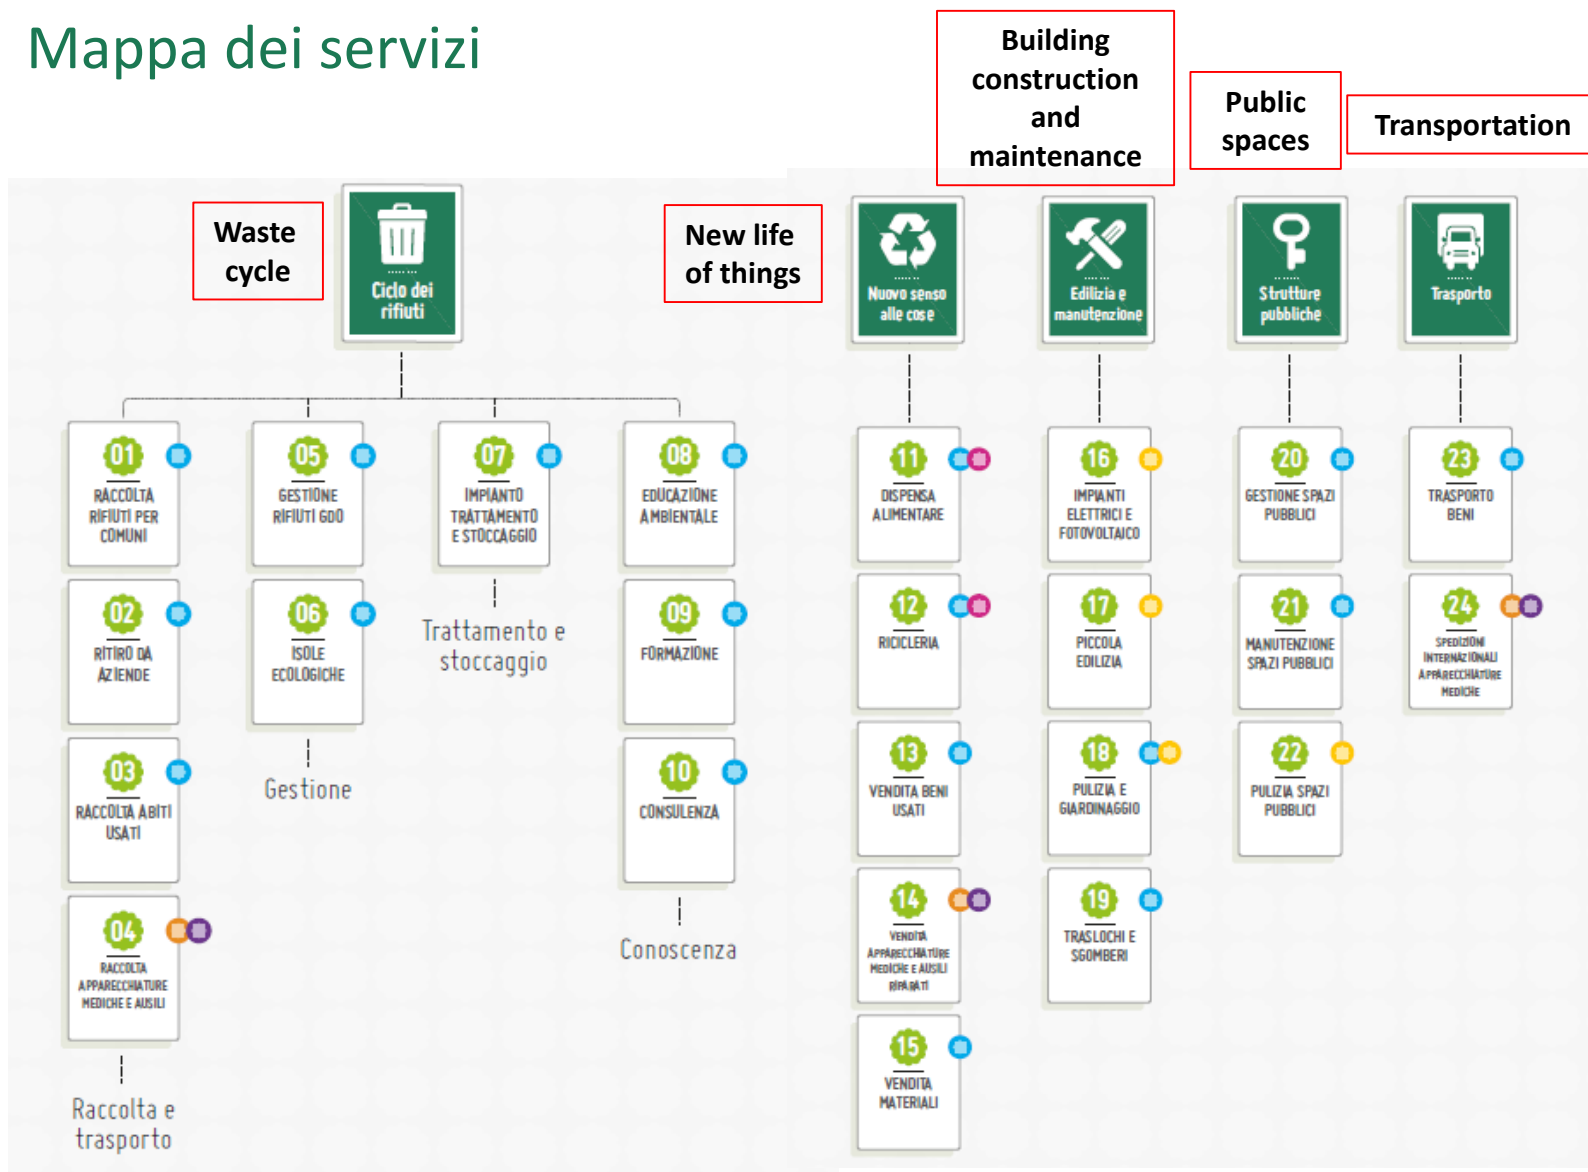 Mappa dei servizi
Building
construction
and
maintenance
Public
spaces
Transportation
Waste
cycle
New life
of things
Ciclo dei
rifiuti
Nuovo senso
alle cose
Edilizia e
manutenzione
Strutture
pubbliche
Trasporto
01
RACCOLTA
RIFIUTI PER
COMUNI
02
RITIRO DA
AZIENDE
03
RACCOLTA ABITI
USATI
04
RACCOLTA
APPARECCHIATURE
MEDICHE E AUSILI
Raccolta e
trasporto
05
GESTIONE
RIFIUTI GDO
06
ISOLE
ECOLOGICHE
Gestione
07
IMPIANTO
TRATTAMENTO
E STOCCAGGIO
Trattamento e
stoccaggio
08
EDUCAZIONE
AMBIENTALE
09
FORMAZIONE
10
CONSULENZA
Conoscenza
11
DISPENSA
ALIMENTARE
12
RICICLERIA
13
VENDITA BENI
USATI
14
VENDITA
APPARECCHIATURE
MEDICHE E AUSILI
RIPARATI
15
VENDITA
MATERIALI
16
IMPIANTI
ELETTRICI E
FOTOVOLTAICO
17
PICCOLA
EDILIZIA
18
PULIZIA E
GIARDINAGGIO
19
TRASLOCHI E
SGOMBERI
20
GESTIONE SPAZI
PUBBLICI
21
MANUTENZIONE
SPAZI PUBBLICI
22
PULIZIA SPAZI
PUBBLICI
23
TRASPORTO
BENI
24
SPEDIZIONI
INTERNAZIONALI
APPARECCHIATURE
MEDICHE